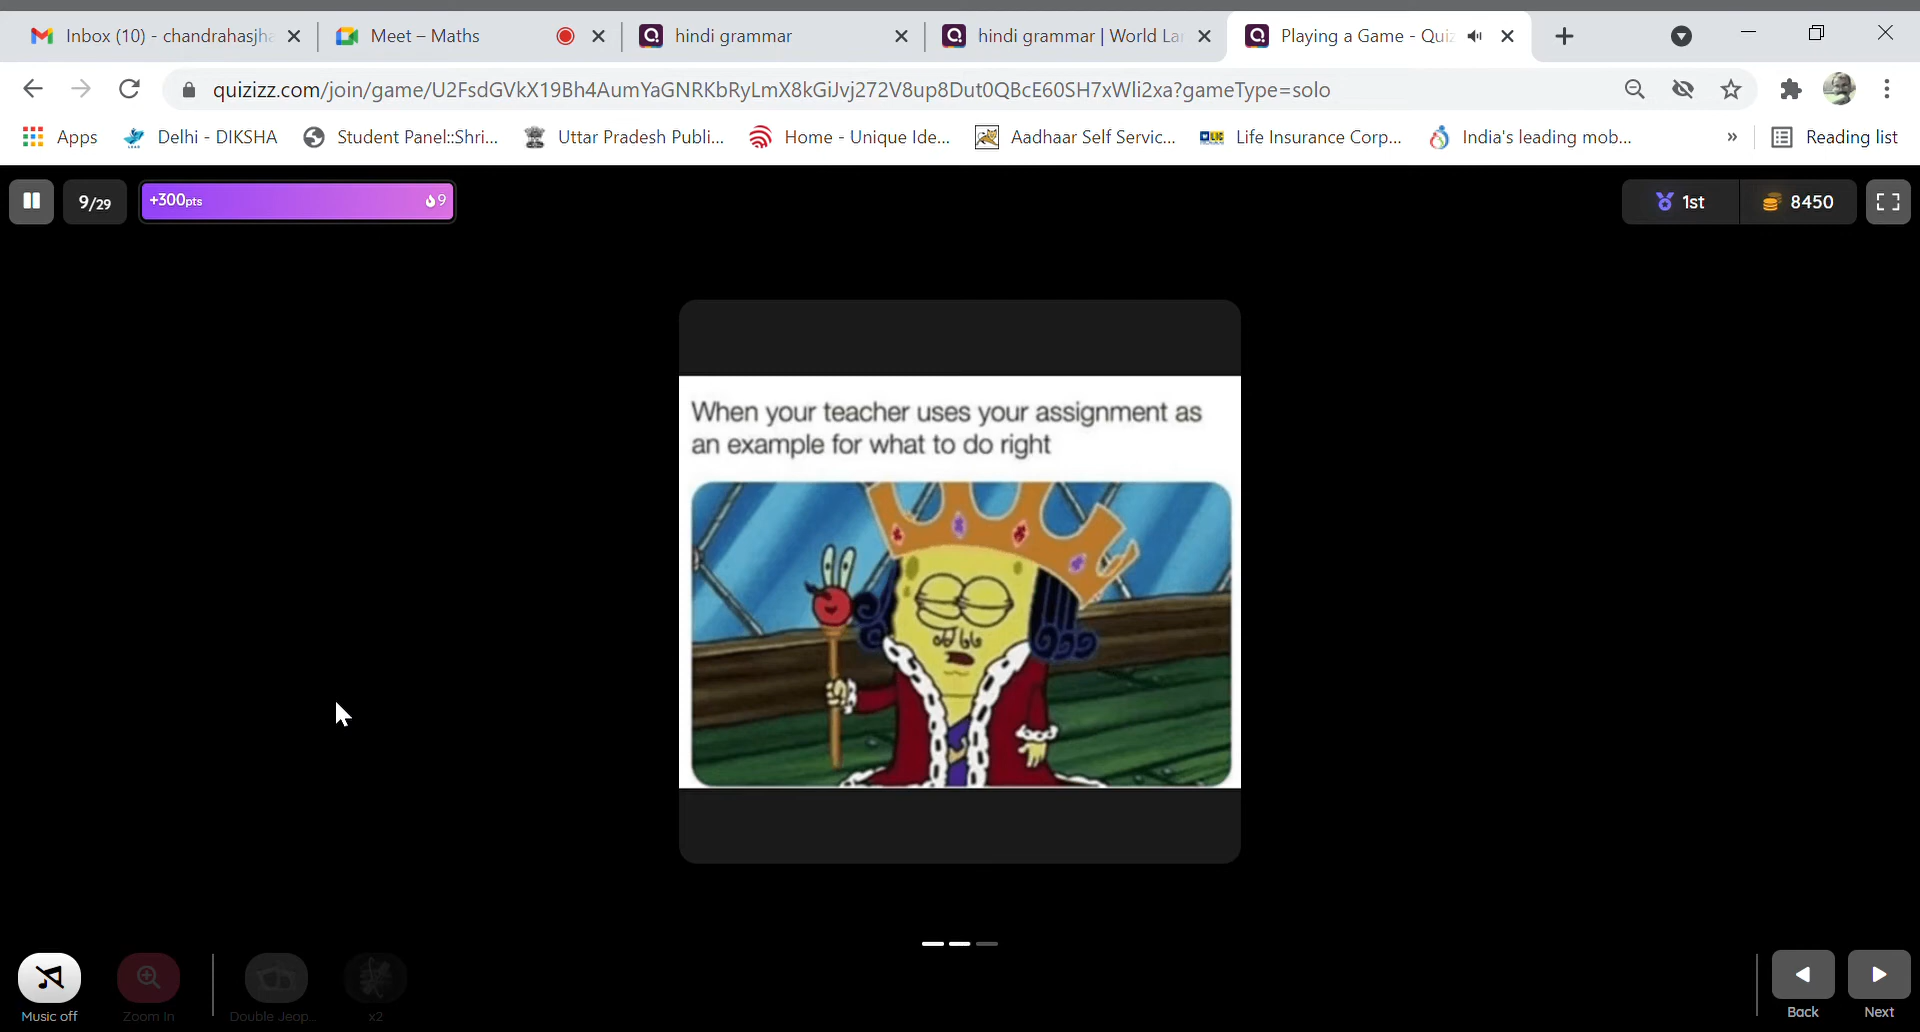 Inbox (10) - chandrahasjha
Meet – Maths
hindi grammar
hindi grammar | World La
Playing a Game - Quiz
quizizz.com/join/game/U2FsdGVkX19Bh4AumYaGNRKbRyLmX8kGiJvj272V8up8Dut0QBcE60SH7xWli2xa?gameType=solo
Apps
Delhi - DIKSHA
Student Panel::Shri...
Uttar Pradesh Publi...
Home - Unique Ide...
Aadhaar Self Servic...
LIC
Life Insurance Corp...
India's leading mob...
»
Reading list
9/29
+300pts
9
1st
8450
When your teacher uses your assignment as
an example for what to do right
Music off
Zoom In
Double Jeop...
x2
Back
Next